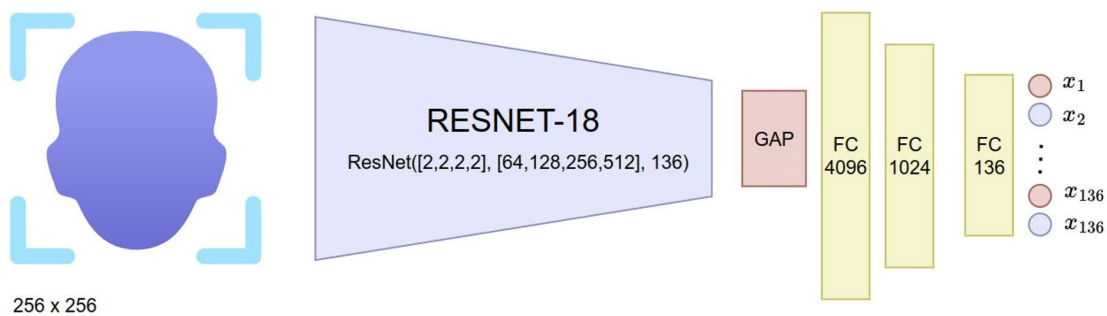 256 x 256
RESNET-18
ResNet([2,2,2,2], [64,128,256,512], 136)
GAP
FC
4096
FC
1024
FC
136
x₁
x₂
⋮
x₁₃₆
x₁₃₆